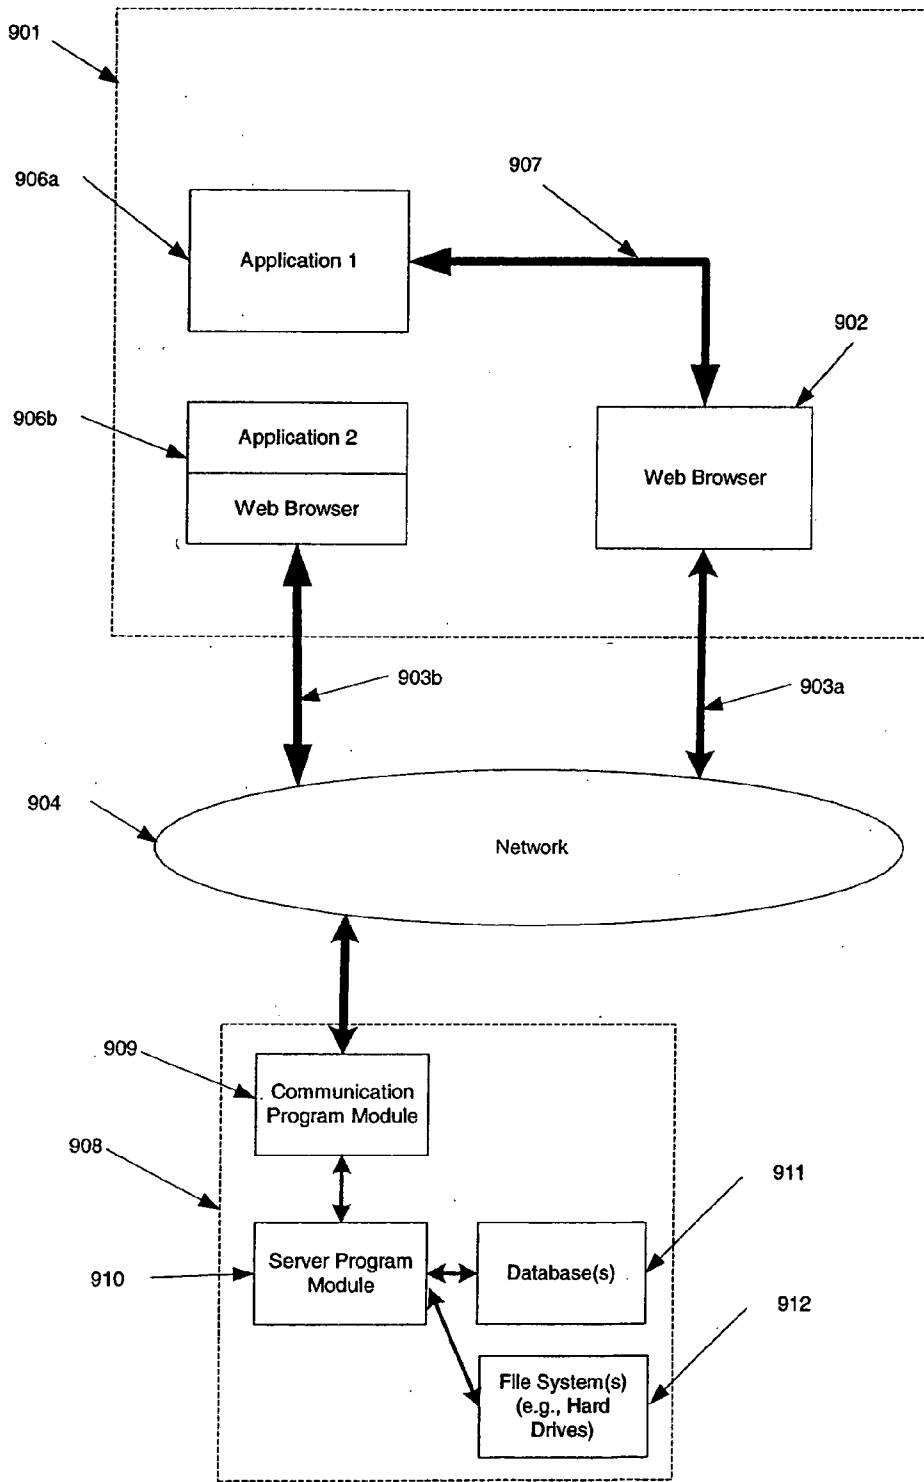 901
907
906a
Application 1
902
906b
Application 2
Web Browser
Web Browser
903b
903a
904
Network
909
Communication
Program Module
908
911
Server Program
Module
Database(s)
910
912
File System(s)
(e.g., Hard
Drives)